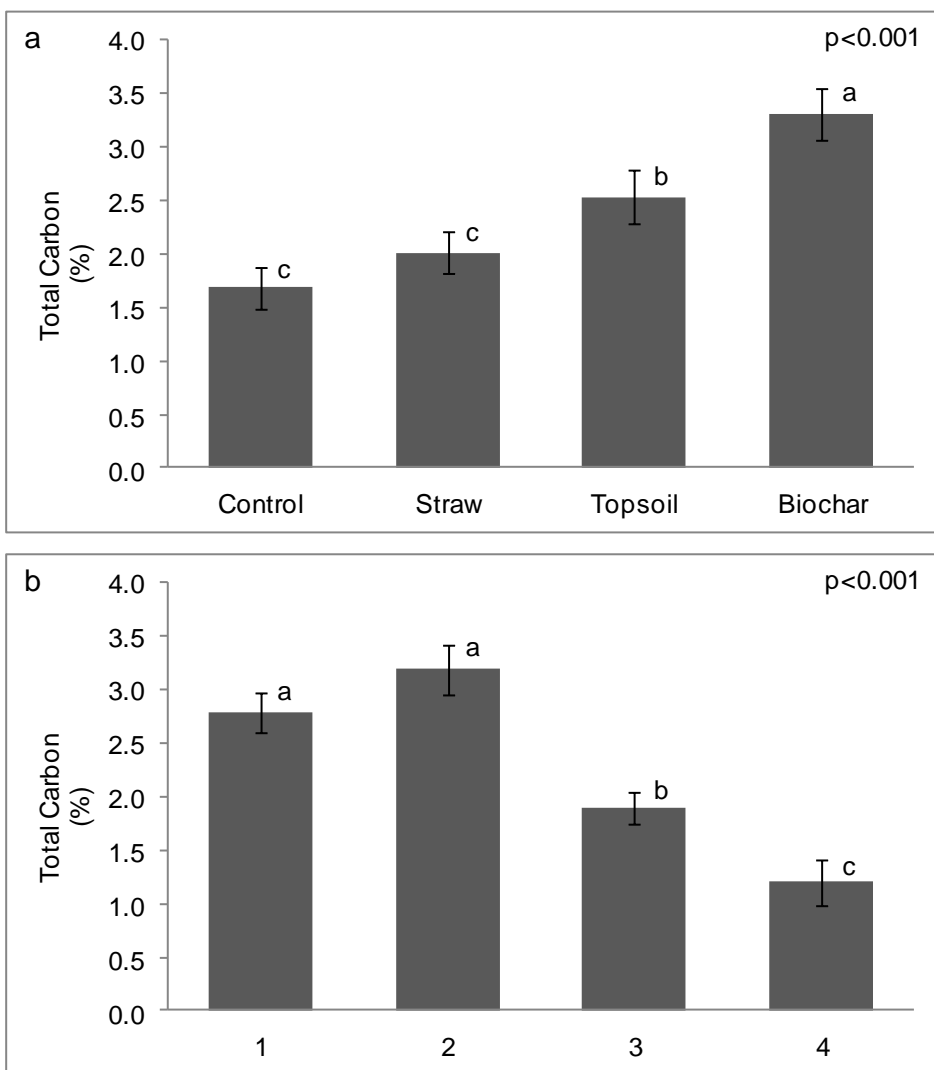 a
p<0.001
4.0
3.5
3.0
2.5
2.0
1.5
1.0
0.5
0.0
Total Carbon
(%)
c
c
b
a
Control Straw Topsoil Biochar
b
p<0.001
4.0
3.5
3.0
2.5
2.0
1.5
1.0
0.5
0.0
Total Carbon
(%)
a
a
b
c
1 2 3 4